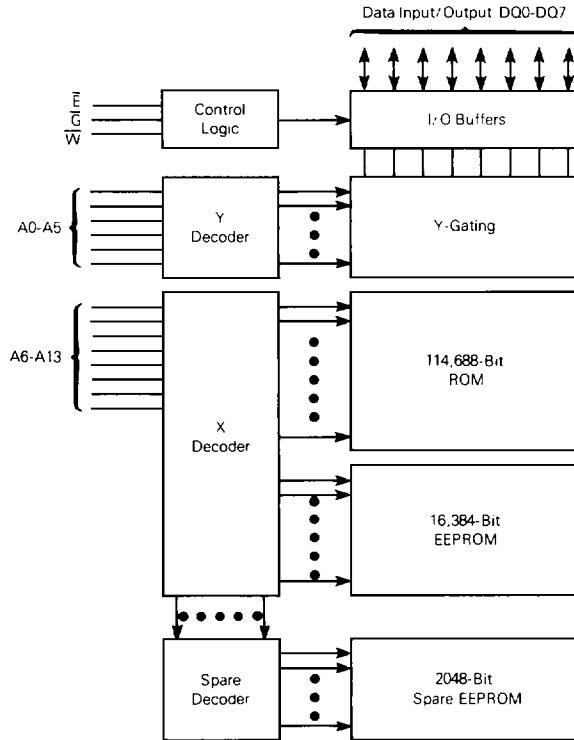 Data Input/Output DQ0-DQ7
E
G
W
Control
Logic
I/O Buffers
A0-A5
Y
Decoder
Y-Gating
A6-A13
X
Decoder
114,688-Bit
ROM
16,384-Bit
EEPROM
Spare
Decoder
2048-Bit
Spare EEPROM